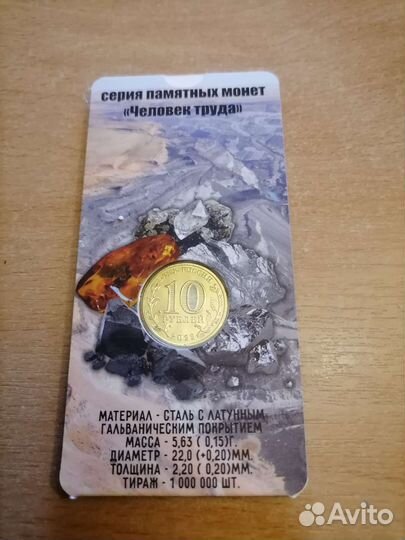 серия памятных монет
«Человек труда»
10
РУБЛЕЙ
МАТЕРИАЛ - СТАЛЬ С ЛАТУННЫМ
ГАЛЬВАНИЧЕСКИМ ПОКРЫТИЕМ
МАССА - 5,63 ( 0,15)Г.
ДИАМЕТР - 22,0 (+0,20)ММ.
ТОЛЩИНА - 2,20 ( 0,20)ММ.
ТИРАЖ - 1 000 000 ШТ.
Avito